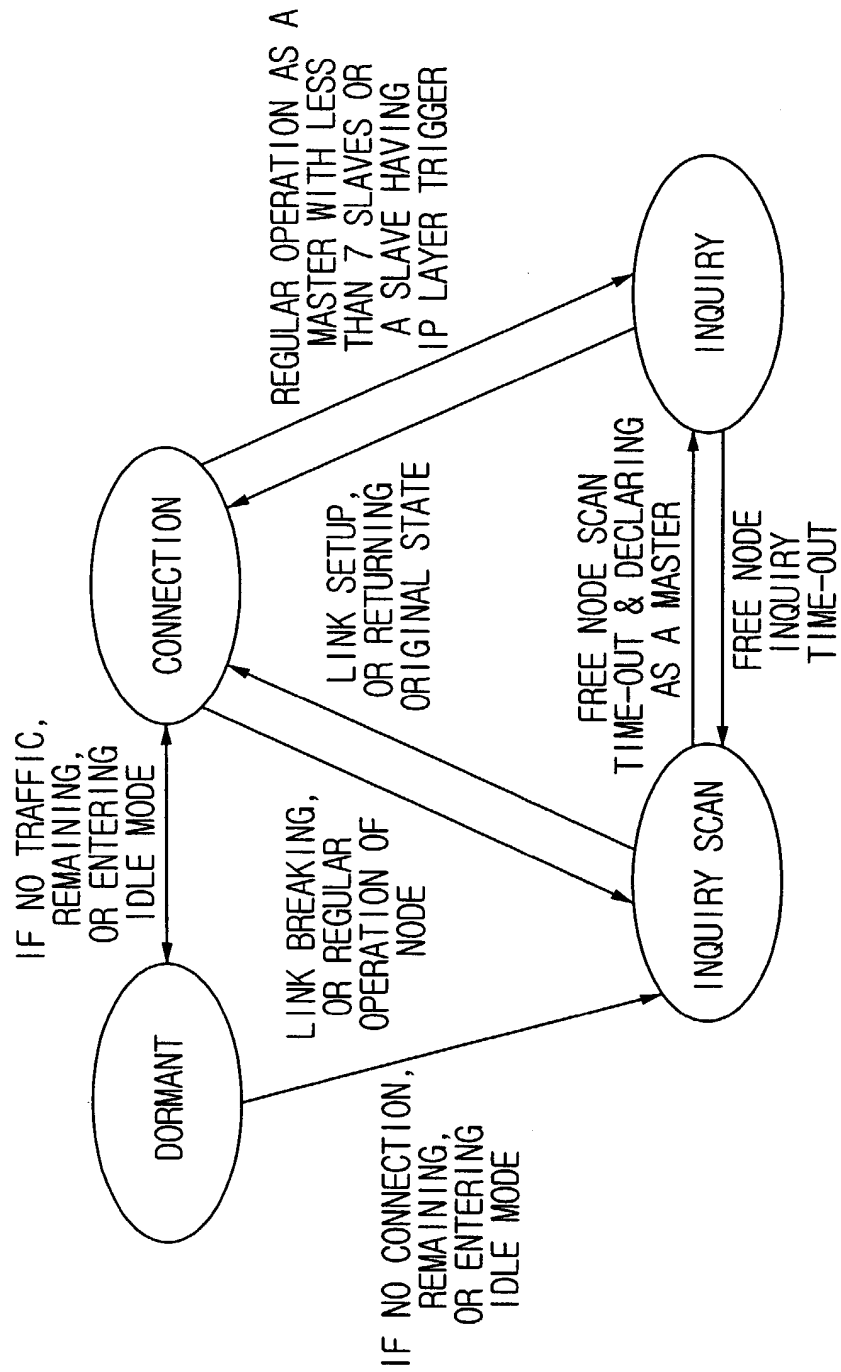 IF NO TRAFFIC,
REMAINING,
OR ENTERING
IDLE MODE
REGULAR OPERATION AS A
MASTER WITH LESS
THAN 7 SLAVES OR
A SLAVE HAVING
IP LAYER TRIGGER
DORMANT
CONNECTION
LINK BREAKING,
OR REGULAR
OPERATION OF
NODE
LINK SETUP,
OR RETURNING
ORIGINAL STATE
IF NO CONNECTION,
REMAINING,
OR ENTERING
IDLE MODE
FREE NODE SCAN
TIME-OUT & DECLARING
AS A MASTER
INQUIRY SCAN
INQUIRY
FREE NODE
INQUIRY
TIME-OUT